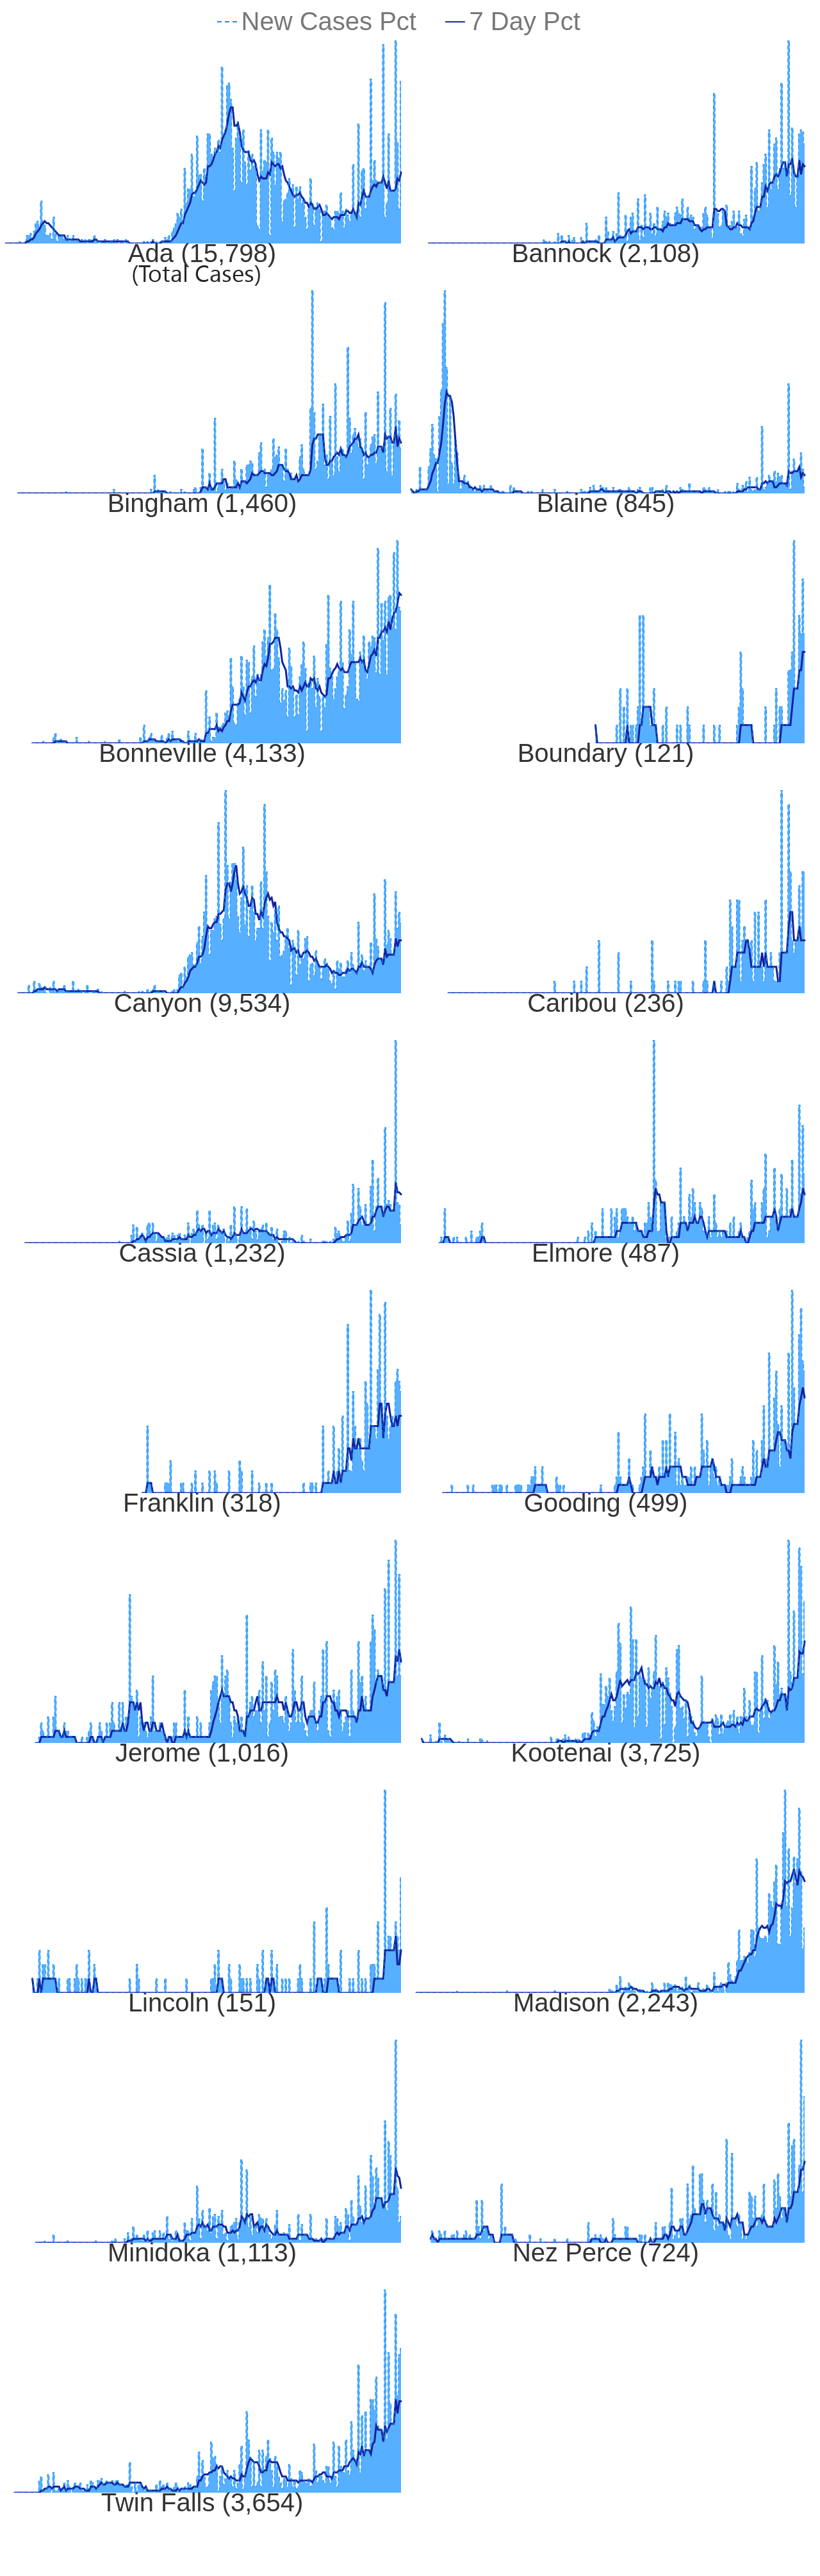 New Cases Pct 7 Day Pct
Ada (15,798) Bannock (2,108)
(Total Cases)
Bingham (1,460) Blaine (845)
Bonneville (4,133) Boundary (121)
Canyon (9,534) Caribou (236)
Cassia (1,232) Elmore (487)
Franklin (318) Gooding (499)
Jerome (1,016) Kootenai (3,725)
Lincoln (151) Madison (2,243)
Minidoka (1,113) Nez Perce (724)
Twin Falls (3,654)